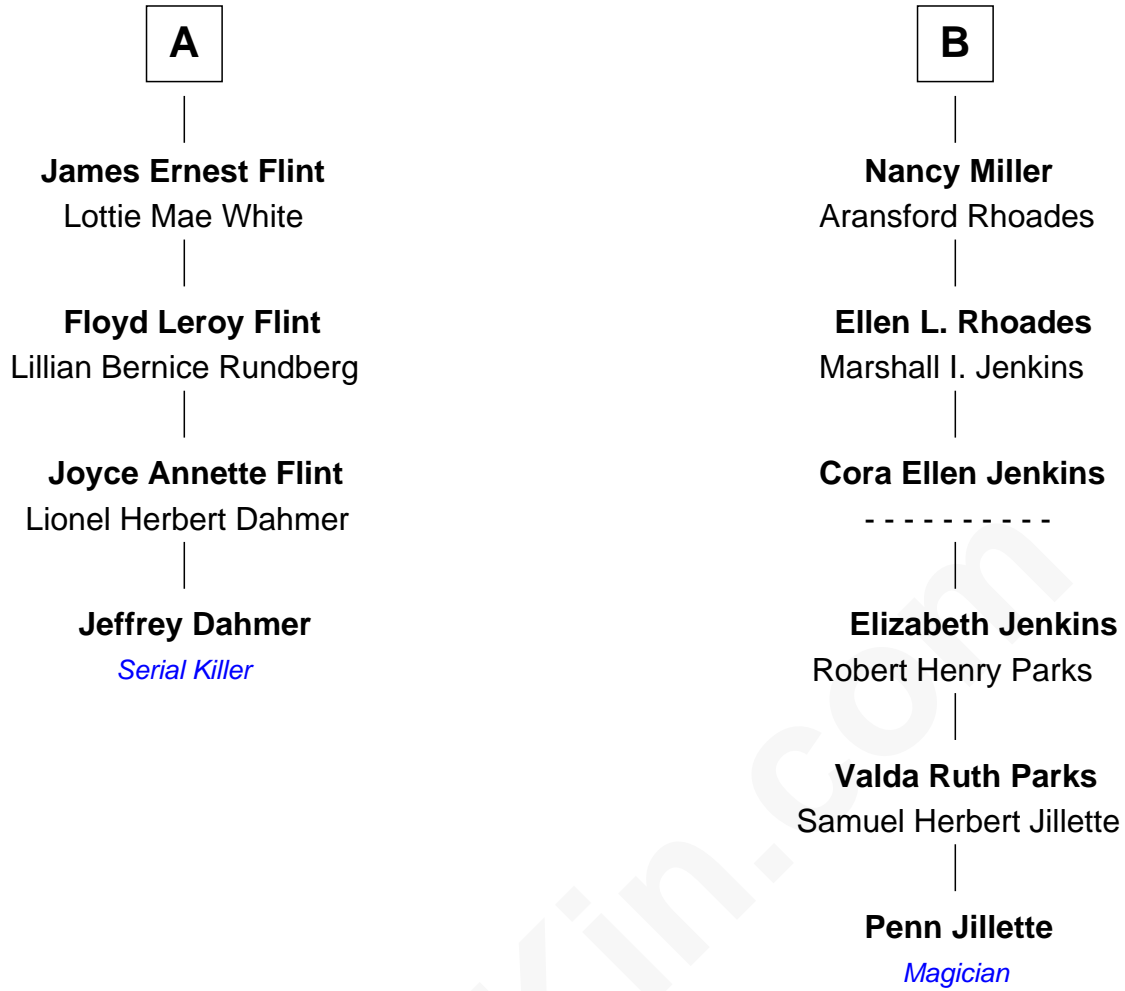 A
James Ernest Flint
Lottie Mae White
Floyd Leroy Flint
Lillian Bernice Rundberg
Joyce Annette Flint
Lionel Herbert Dahmer
Jeffrey Dahmer
Serial Killer
B
Nancy Miller
Aransford Rhoades
Ellen L. Rhoades
Marshall I. Jenkins
Cora Ellen Jenkins
- - - - - - - - - -
Elizabeth Jenkins
Robert Henry Parks
Valda Ruth Parks
Samuel Herbert Jillette
Penn Jillette
Magician
Kin.com